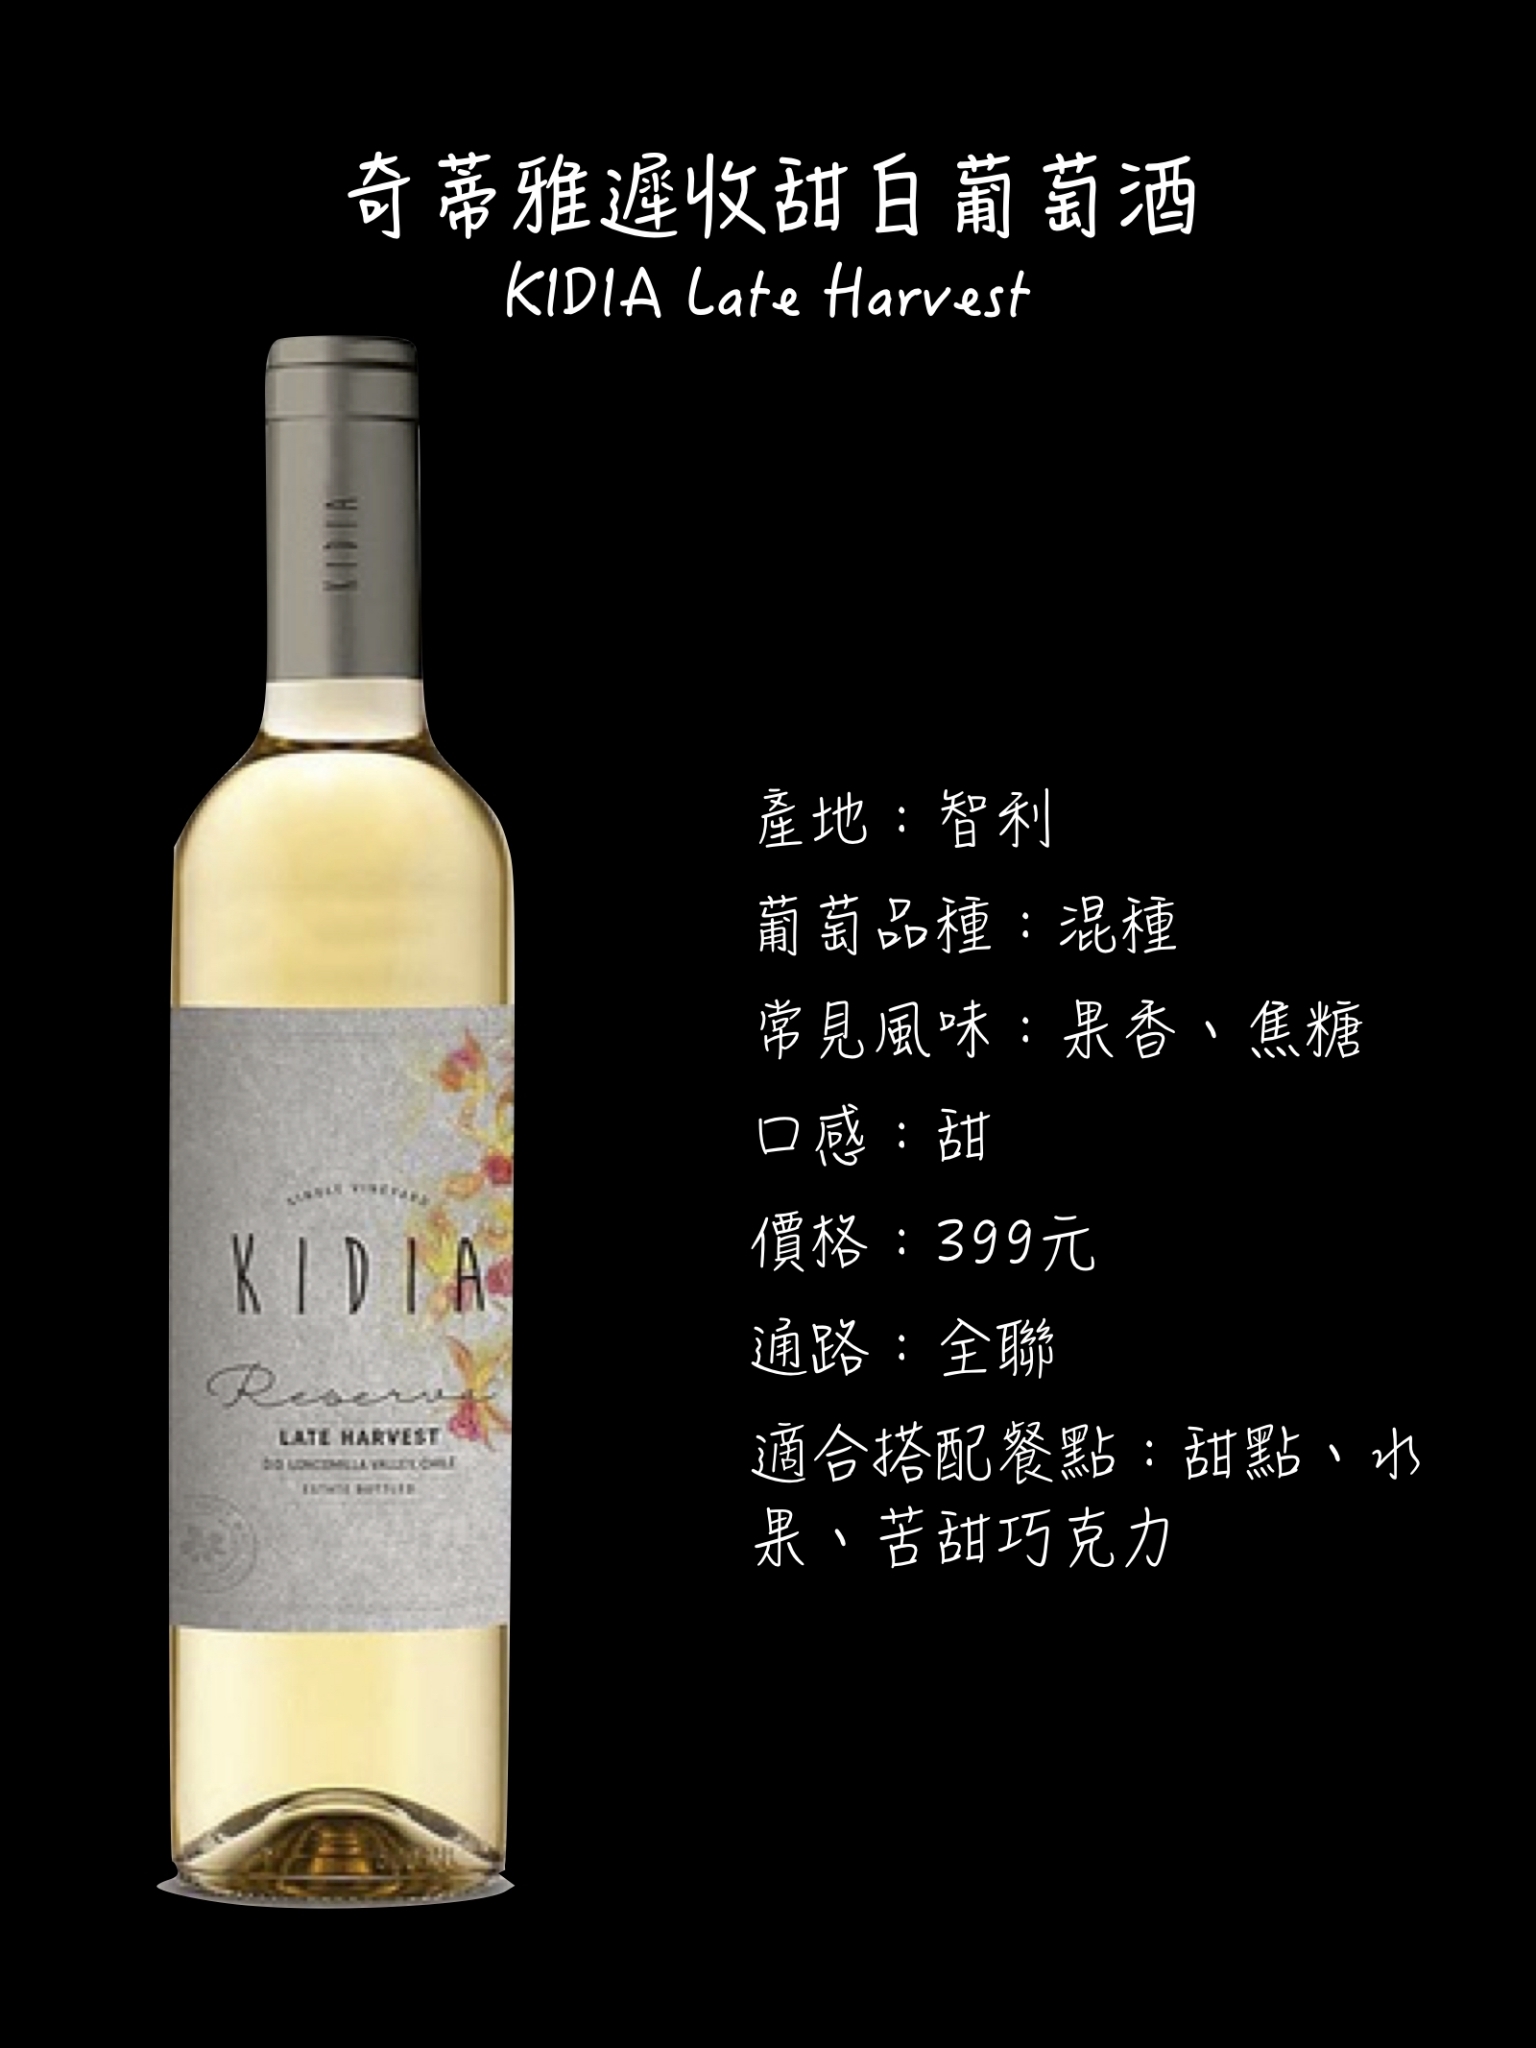 奇蒂雅遲收甜白葡萄酒
KIDIA Late Harvest
KIDIA
SINGLE VINEYARD
KIDIA
Reserva
LATE HARVEST
D.O LONCOMILLA VALLEY, CHILE
ESTATE BOTTLED
產地：智利
葡萄品種：混種
常見風味：果香、焦糖
口感：甜
價格：399元
通路：全聯
適合搭配餐點：甜點、水
果、苦甜巧克力